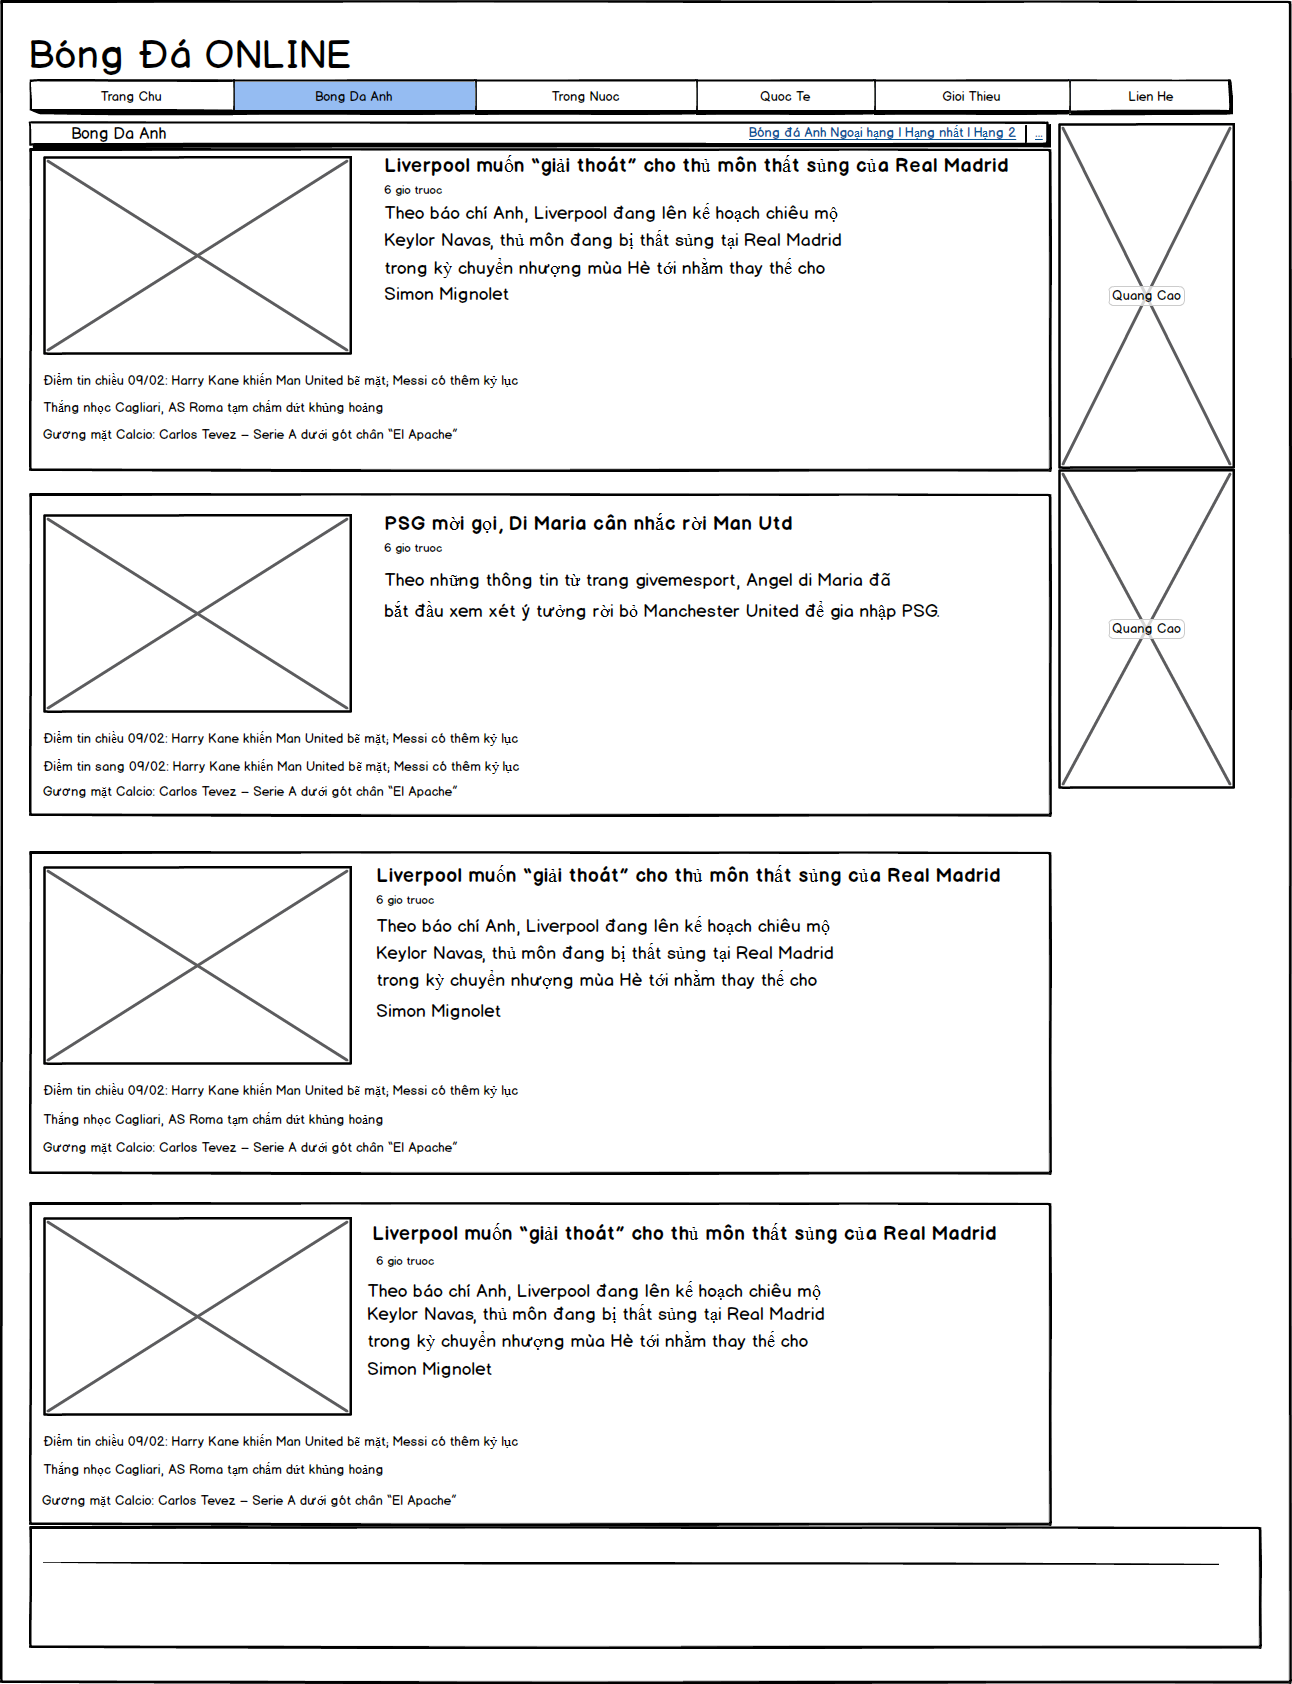 Bóng Đá ONLINE
Trang Chu
Bong Da Anh
Trong Nuoc
Quoc Te
Gioi Thieu
Lien He
Bong Da Anh
Bóng đá Anh Ngoại hạng | Hạng nhất | Hạng 2 | ...
Liverpool muốn “giải thoát” cho thủ môn thất sủng của Real Madrid
6 gio truoc
Theo báo chí Anh, Liverpool đang lên kế hoạch chiêu mộ
Keylor Navas, thủ môn đang bị thất sủng tại Real Madrid
trong kỳ chuyển nhượng mùa Hè tới nhằm thay thế cho
Simon Mignolet
Điểm tin chiều 09/02: Harry Kane khiến Man United bẽ mặt; Messi có thêm kỷ lục
Thắng nhọc Cagliari, AS Roma tạm chấm dứt khủng hoảng
Gương mặt Calcio: Carlos Tevez – Serie A dưới gót chân “El Apache”
Quang Cao
PSG mời gọi, Di Maria cân nhắc rời Man Utd
6 gio truoc
Theo những thông tin từ trang givemesport, Angel di Maria đã
bắt đầu xem xét ý tưởng rời bỏ Manchester United để gia nhập PSG.
Điểm tin chiều 09/02: Harry Kane khiến Man United bẽ mặt; Messi có thêm kỷ lục
Điểm tin sang 09/02: Harry Kane khiến Man United bẽ mặt; Messi có thêm kỷ lục
Gương mặt Calcio: Carlos Tevez – Serie A dưới gót chân “El Apache”
Quang Cao
Liverpool muốn “giải thoát” cho thủ môn thất sủng của Real Madrid
6 gio truoc
Theo báo chí Anh, Liverpool đang lên kế hoạch chiêu mộ
Keylor Navas, thủ môn đang bị thất sủng tại Real Madrid
trong kỳ chuyển nhượng mùa Hè tới nhằm thay thế cho
Simon Mignolet
Điểm tin chiều 09/02: Harry Kane khiến Man United bẽ mặt; Messi có thêm kỷ lục
Thắng nhọc Cagliari, AS Roma tạm chấm dứt khủng hoảng
Gương mặt Calcio: Carlos Tevez – Serie A dưới gót chân “El Apache”
Liverpool muốn “giải thoát” cho thủ môn thất sủng của Real Madrid
6 gio truoc
Theo báo chí Anh, Liverpool đang lên kế hoạch chiêu mộ
Keylor Navas, thủ môn đang bị thất sủng tại Real Madrid
trong kỳ chuyển nhượng mùa Hè tới nhằm thay thế cho
Simon Mignolet
Điểm tin chiều 09/02: Harry Kane khiến Man United bẽ mặt; Messi có thêm kỷ lục
Thắng nhọc Cagliari, AS Roma tạm chấm dứt khủng hoảng
Gương mặt Calcio: Carlos Tevez – Serie A dưới gót chân “El Apache”